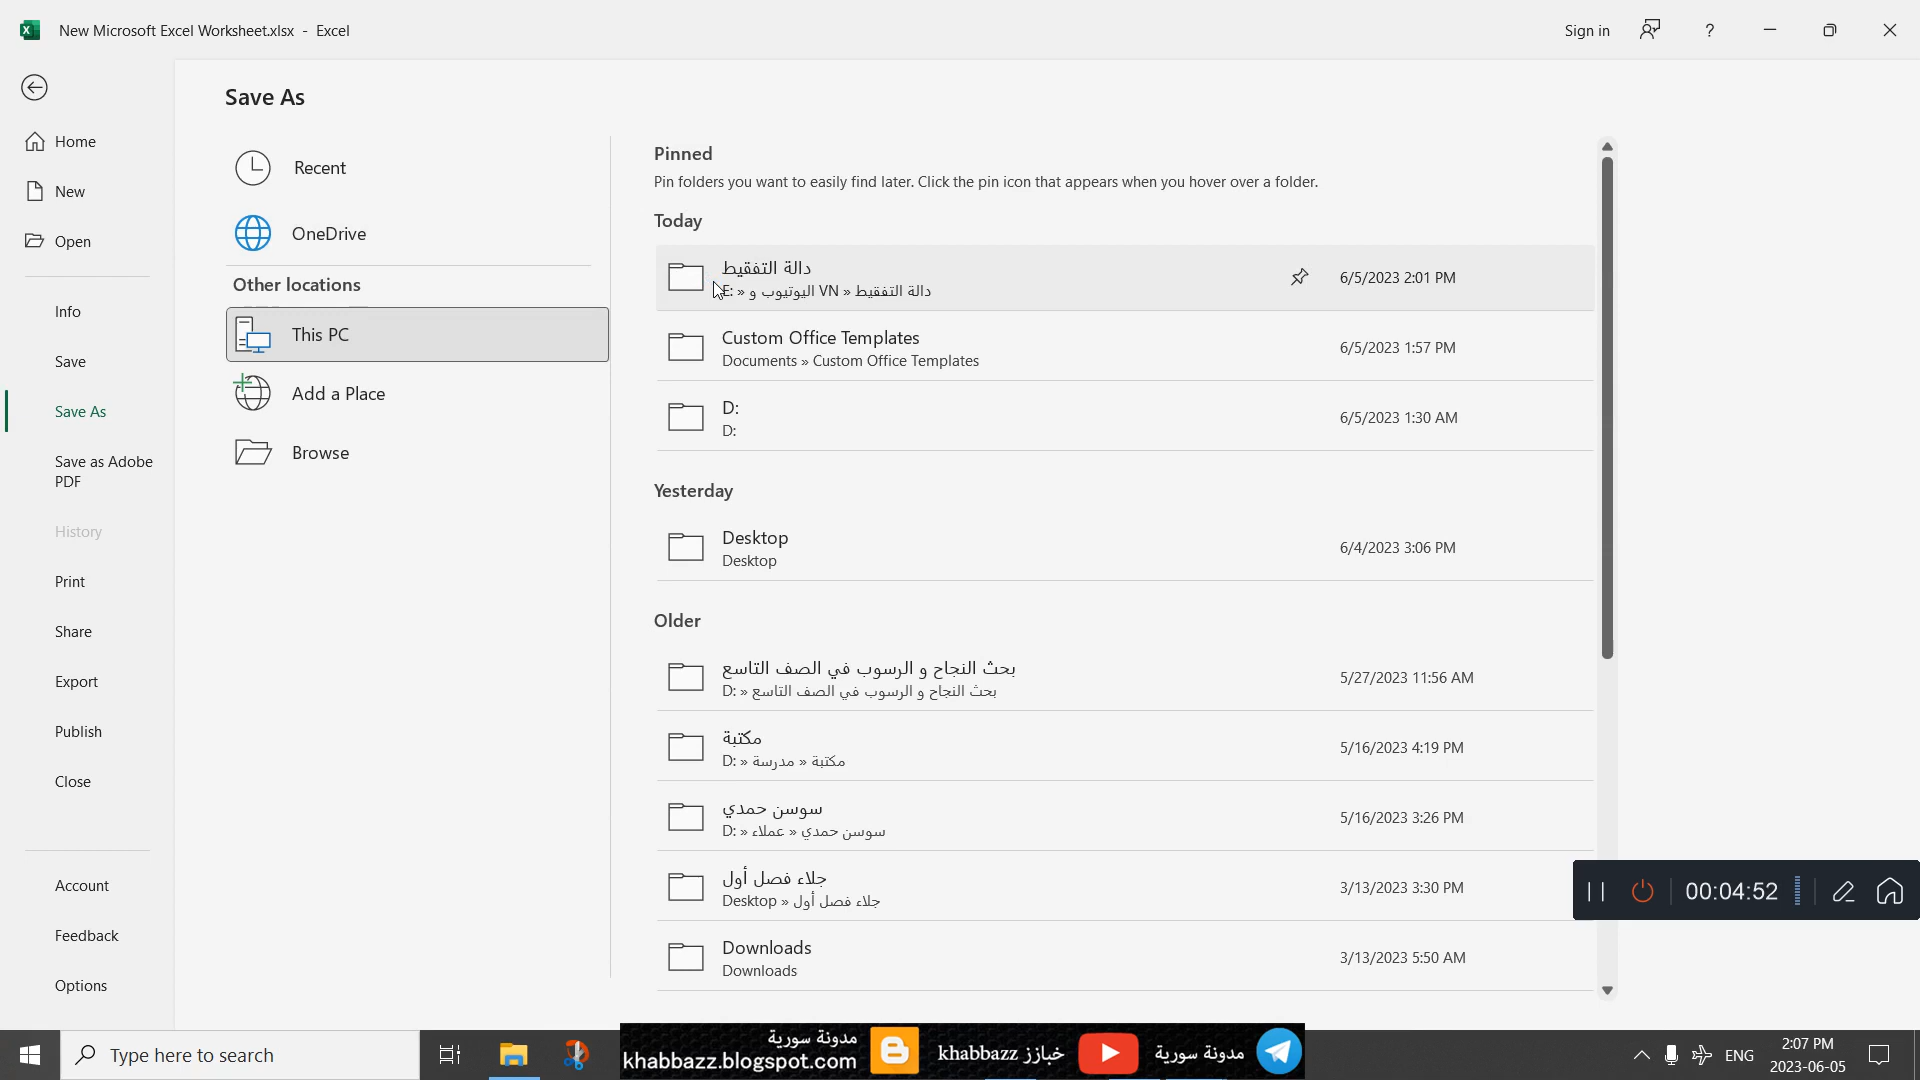 New Microsoft Excel Worksheet.xlsx - Excel
Sign in
?
Save As
Home
New
Open
Info
Save
Save As
Save as Adobe
PDF
History
Print
Share
Export
Publish
Close
Account
Feedback
Options
Recent
OneDrive
Other locations
This PC
Add a Place
Browse
Pinned
Pin folders you want to easily find later. Click the pin icon that appears when you hover over a folder.
Today
دالة التفقيط
6/5/2023 2:01 PM
E: » اليوتيوب و VN » دالة التفقيط
Custom Office Templates
6/5/2023 1:57 PM
Documents » Custom Office Templates
D:
6/5/2023 1:30 AM
D:
Yesterday
Desktop
6/4/2023 3:06 PM
Desktop
Older
بحث النجاح و الرسوب في الصف التاسع
5/27/2023 11:56 AM
D: » بحث النجاح و الرسوب في الصف التاسع
مكتبة
5/16/2023 4:19 PM
D: » مدرسة » مكتبة
سوسن حمدي
5/16/2023 3:26 PM
D: » عملاء » سوسن حمدي
جلاء فصل أول
3/13/2023 3:30 PM
Desktop » جلاء فصل أول
Downloads
3/13/2023 5:50 AM
Downloads
00:04:52
Type here to search
مدونة سورية
khabbazz.blogspot.com
khabbazz خبازز
مدونة سورية
ENG
2:07 PM
2023-06-05